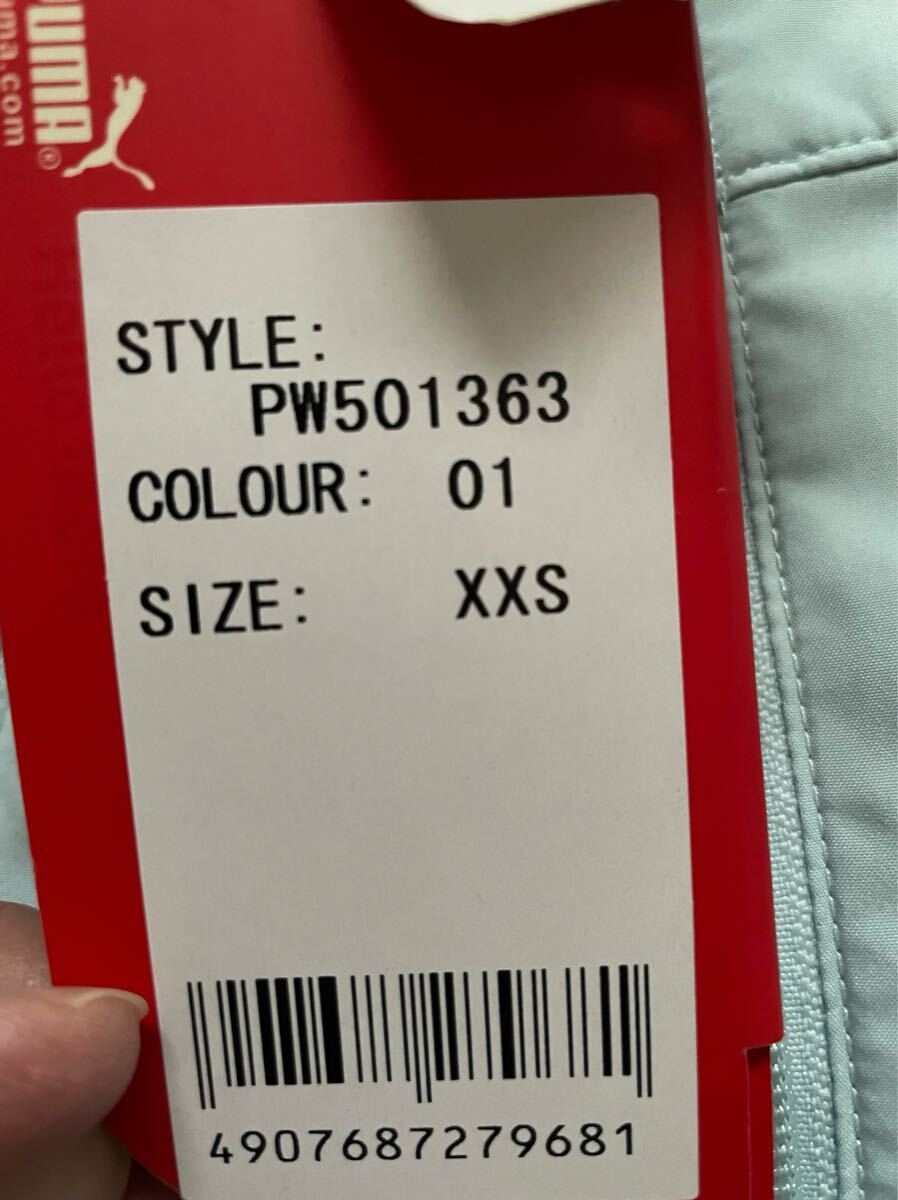 PUMA®
uma.com
STYLE:
PW501363
COLOUR: 01
SIZE: XXS
4907687279681